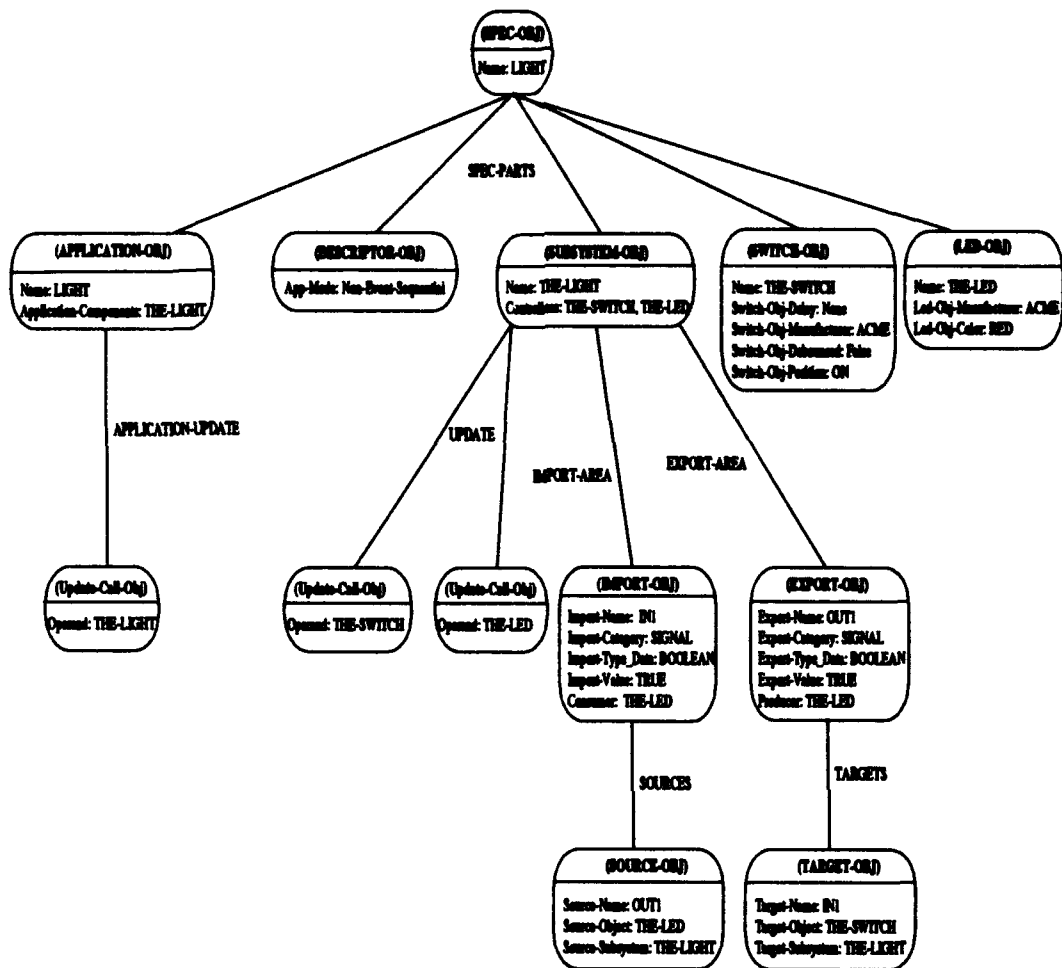 (SPEC-OBJ)
Name: LIGHT
SPEC-PARTS
(APPLICATION-OBJ)
Name: LIGHT
Application-Components: THE-LIGHT
(DESCRIPTOR-OBJ)
App-Mode: Non-Event-Sequential
(SUBSYSTEM-OBJ)
Name: THE-LIGHT
Controllees: THE-SWITCH, THE-LED
(SWITCH-OBJ)
Name: THE-SWITCH
Switch-Obj-Delay: None
Switch-Obj-Manufacturer: ACME
Switch-Obj-Debounced: False
Switch-Obj-Position: ON
(LED-OBJ)
Name: THE-LED
Led-Obj-Manufacturer: ACME
Led-Obj-Color: RED
APPLICATION-UPDATE
UPDATE
IMPORT-AREA
EXPORT-AREA
(Update-Call-Obj)
Operand: THE-LIGHT
(Update-Call-Obj)
Operand: THE-SWITCH
(Update-Call-Obj)
Operand: THE-LED
(IMPORT-OBJ)
Import-Name: IN1
Import-Category: SIGNAL
Import-Type_Data: BOOLEAN
Import-Value: TRUE
Consumer: THE-LED
(EXPORT-OBJ)
Export-Name: OUT1
Export-Category: SIGNAL
Export-Type_Data: BOOLEAN
Export-Value: TRUE
Producer: THE-LED
SOURCES
TARGETS
(SOURCE-OBJ)
Source-Name: OUT1
Source-Object: THE-LED
Source-Subsystem: THE-LIGHT
(TARGET-OBJ)
Target-Name: IN1
Target-Object: THE-SWITCH
Target-Subsystem: THE-LIGHT